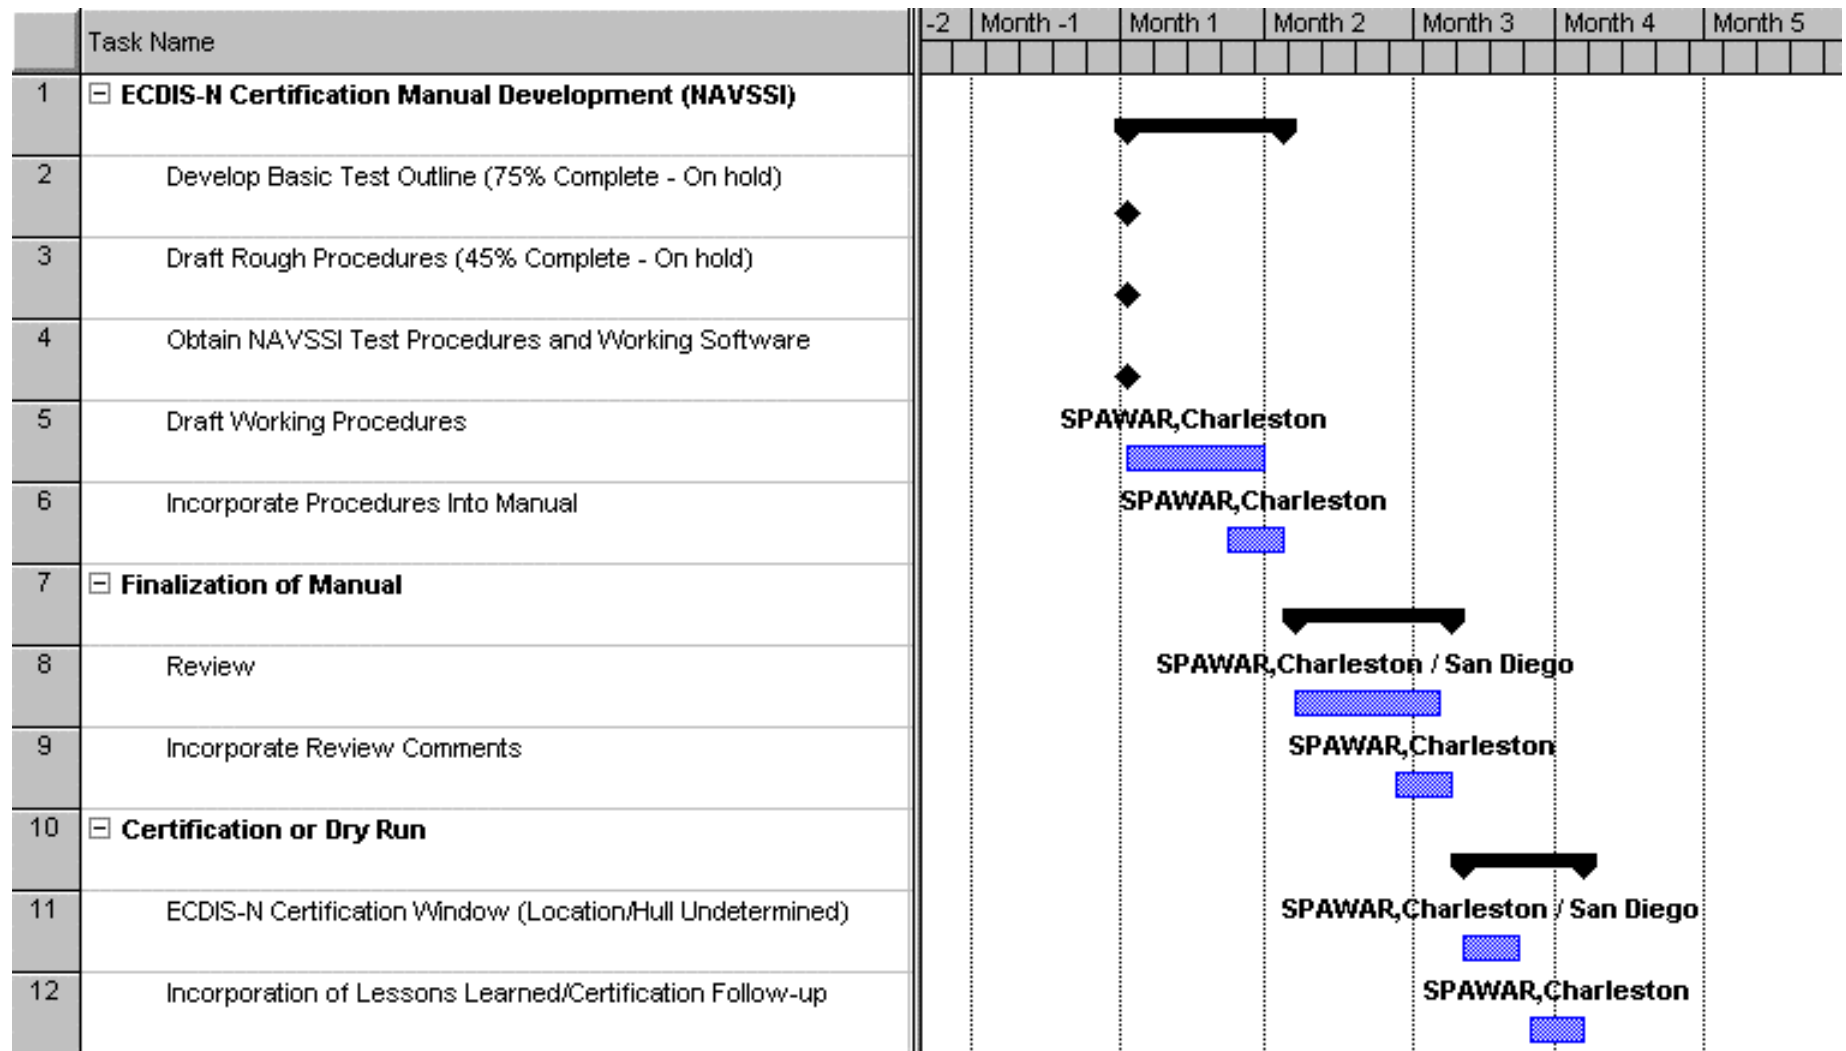 Task Name
-2 Month -1 Month 1 Month 2 Month 3 Month 4 Month 5
1 ECDIS-N Certification Manual Development (NAVSSI)
2 Develop Basic Test Outline (75% Complete - On hold)
3 Draft Rough Procedures (45% Complete - On hold)
4 Obtain NAVSSI Test Procedures and Working Software
5 Draft Working Procedures SPAWAR,Charleston
6 Incorporate Procedures Into Manual SPAWAR,Charleston
7 Finalization of Manual
8 Review SPAWAR,Charleston / San Diego
9 Incorporate Review Comments SPAWAR,Charleston
10 Certification or Dry Run
11 ECDIS-N Certification Window (Location/Hull Undetermined) SPAWAR,Charleston / San Diego
12 Incorporation of Lessons Learned/Certification Follow-up SPAWAR,Charleston